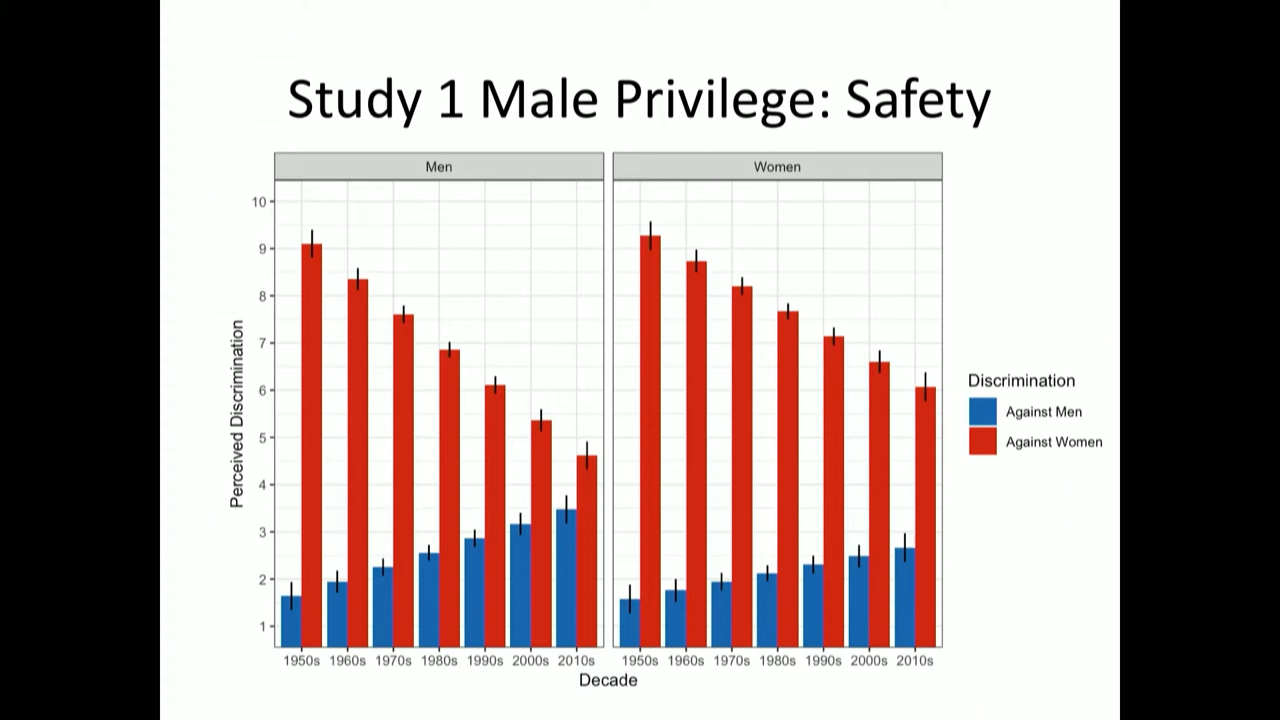 Study 1 Male Privilege: Safety
Men
Women
10
9
8
7
6
5
4
3
2
1
Perceived Discrimination
1950s 1960s 1970s 1980s 1990s 2000s 2010s
1950s 1960s 1970s 1980s 1990s 2000s 2010s
Decade
Discrimination
Against Men
Against Women